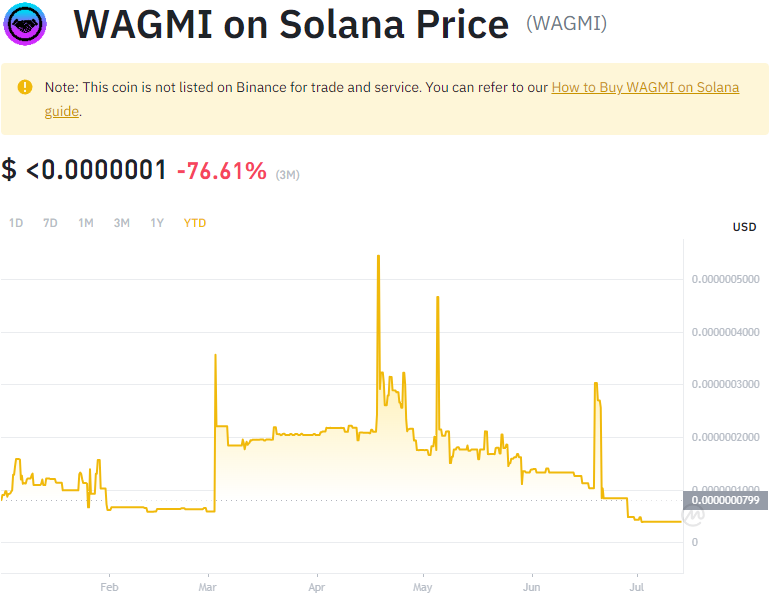 WAGMI on Solana Price (WAGMI)
Note: This coin is not listed on Binance for trade and service. You can refer to our How to Buy WAGMI on Solana
guide.
$ <0.0000001 -76.61% (3M)
1D 7D 1M 3M 1Y YTD
USD
0.0000005000
0.0000004000
0.0000003000
0.0000002000
0.0000001000
0.0000000799
0
Feb Mar Apr May Jun Jul